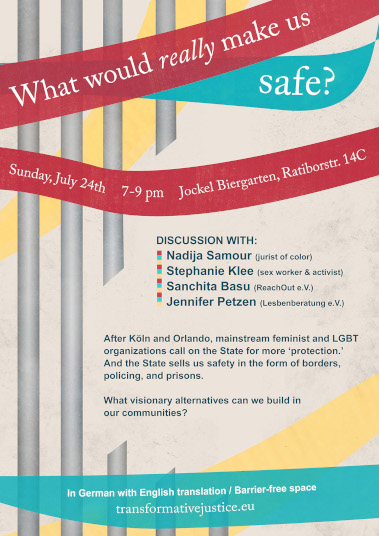 What would really make us
safe?
Sunday, July 24th 7-9 pm Jockel Biergarten, Ratiborstr. 14C
DISCUSSION WITH:
Nadija Samour (jurist of color)
Stephanie Klee (sex worker & activist)
Sanchita Basu (ReachOut e.V.)
Jennifer Petzen (Lesbenberatung e.V.)
After Köln and Orlando, mainstream feminist and LGBT
organizations call on the State for more ‘protection.’
And the State sells us safety in the form of borders,
policing, and prisons.
What visionary alternatives can we build in
our communities?
In German with English translation / Barrier-free space
transformativejustice.eu